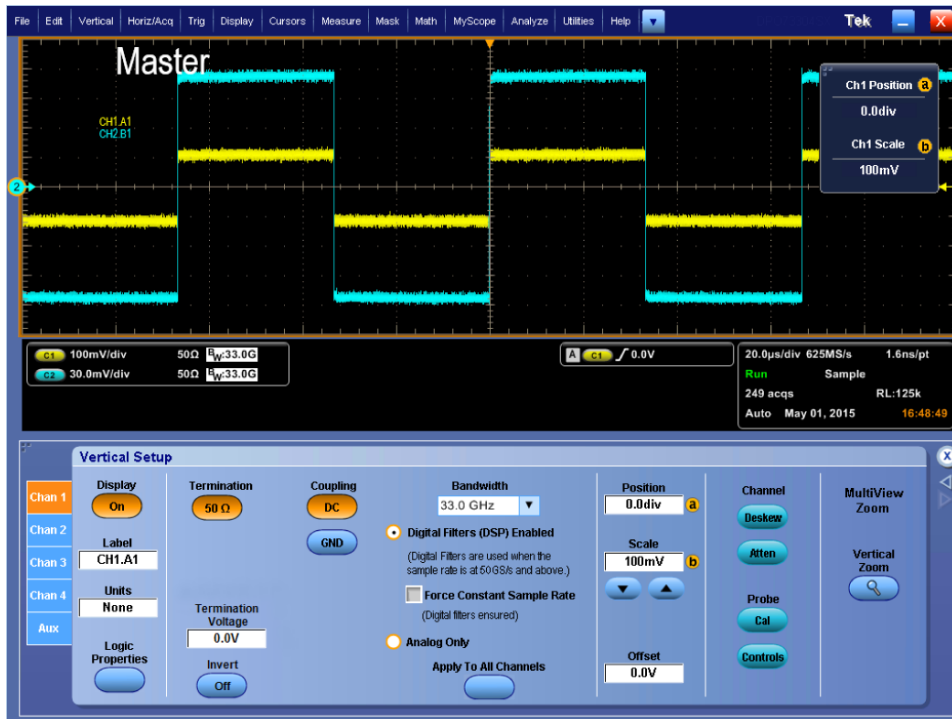 File Edit Vertical Horiz/Acq Trig Display Cursors Measure Mask Math MyScope Analyze Utilities Help Tek X
Master
CH1.A1
CH2.B1
2
Ch1 Position a
0.0div
Ch1 Scale b
100mV
C1 100mV/div 50Ω BW:33.0G
C2 30.0mV/div 50Ω BW:33.0G
A C1 0.0V
20.0µs/div 625MS/s 1.6ns/pt
Run Sample
249 acqs RL:125k
Auto May 01, 2015 16:48:49
Vertical Setup
X
Chan 1
Chan 2
Chan 3
Chan 4
Aux
Display
On
Label
CH1.A1
Units
None
Logic
Properties
Termination
50 Ω
Termination
Voltage
0.0V
Invert
Off
Coupling
DC
GND
Bandwidth
33.0 GHz
Digital Filters (DSP) Enabled
(Digital Filters are used when the
sample rate is at 50GS/s and above.)
Force Constant Sample Rate
(Digital filters ensured)
Analog Only
Apply To All Channels
Position
0.0div a
Scale
100mV b
Offset
0.0V
Channel
Deskew
Atten
Probe
Cal
Controls
MultiView
Zoom
Vertical
Zoom